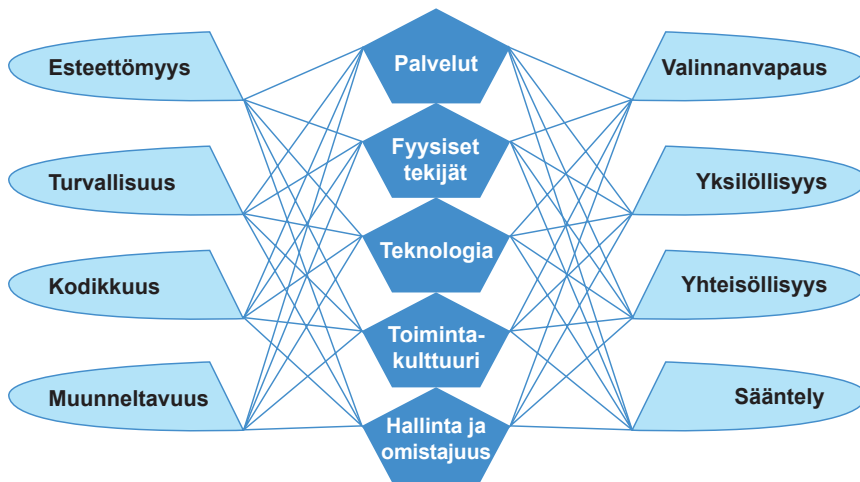 Esteettömyys
Turvallisuus
Kodikkuus
Muunneltavuus
Palvelut
Fyysiset
tekijät
Teknologia
Toiminta-
kulttuuri
Hallinta ja
omistajuus
Valinnanvapaus
Yksilöllisyys
Yhteisöllisyys
Sääntely